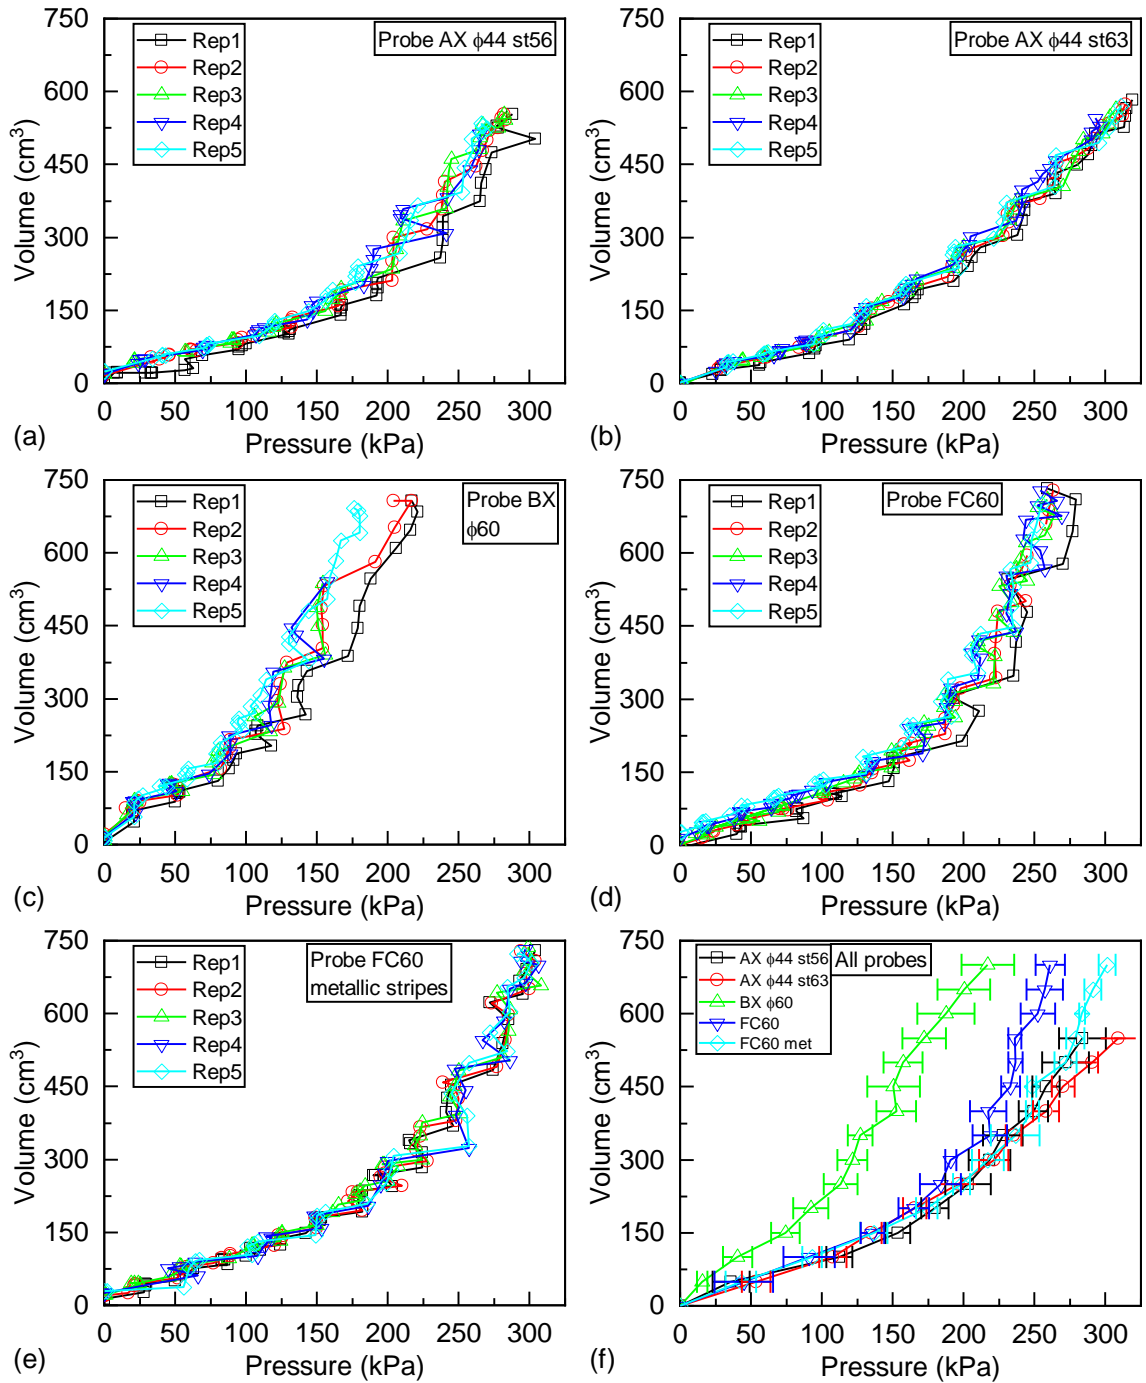 750
600
450
300
150
0
Volume (cm³)
Rep1
Rep2
Rep3
Rep4
Rep5
Probe AX ϕ44 st56
0 50 100 150 200 250 300
(a)
Pressure (kPa)
750
600
450
300
150
0
Volume (cm³)
Rep1
Rep2
Rep3
Rep4
Rep5
Probe AX ϕ44 st63
0 50 100 150 200 250 300
(b)
Pressure (kPa)
750
600
450
300
150
0
Volume (cm³)
Rep1
Rep2
Rep3
Rep4
Rep5
Probe BX
ϕ60
0 50 100 150 200 250 300
(c)
Pressure (kPa)
750
600
450
300
150
0
Volume (cm³)
Rep1
Rep2
Rep3
Rep4
Rep5
Probe FC60
0 50 100 150 200 250 300
(d)
Pressure (kPa)
750
600
450
300
150
0
Volume (cm³)
Rep1
Rep2
Rep3
Rep4
Rep5
Probe FC60
metallic stripes
0 50 100 150 200 250 300
(e)
Pressure (kPa)
750
600
450
300
150
0
Volume (cm³)
AX ϕ44 st56
AX ϕ44 st63
BX ϕ60
FC60
FC60 met
All probes
0 50 100 150 200 250 300
(f)
Pressure (kPa)